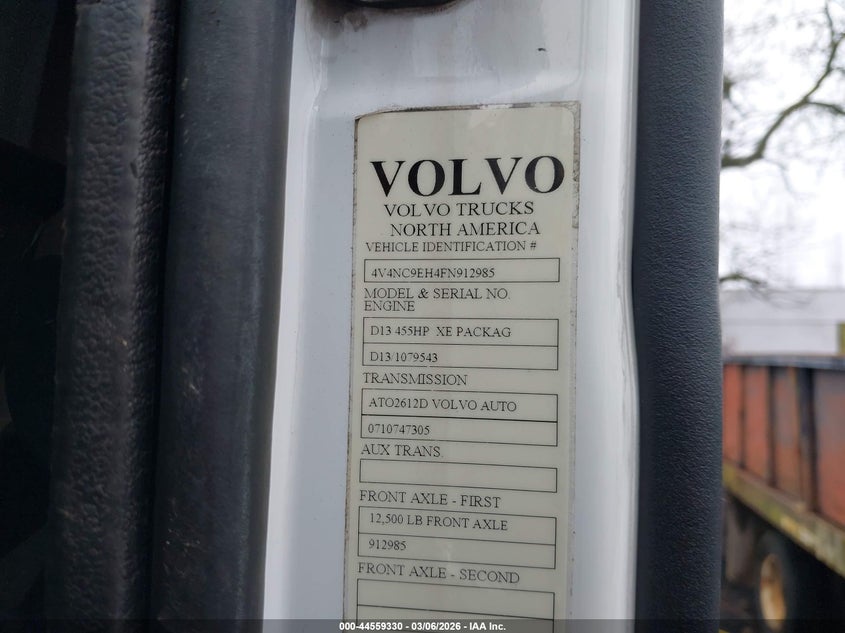 VOLVO
VOLVO TRUCKS
NORTH AMERICA
VEHICLE IDENTIFICATION #
4V4NC9EH4FN912985
MODEL & SERIAL NO.
ENGINE
D13 455HP XE PACKAG
D13/1079543
TRANSMISSION
ATO2612D VOLVO AUTO
0710747305
AUX TRANS.
FRONT AXLE - FIRST
12,500 LB FRONT AXLE
912985
FRONT AXLE - SECOND
000-44559330 - 03/06/2026 - IAA Inc.